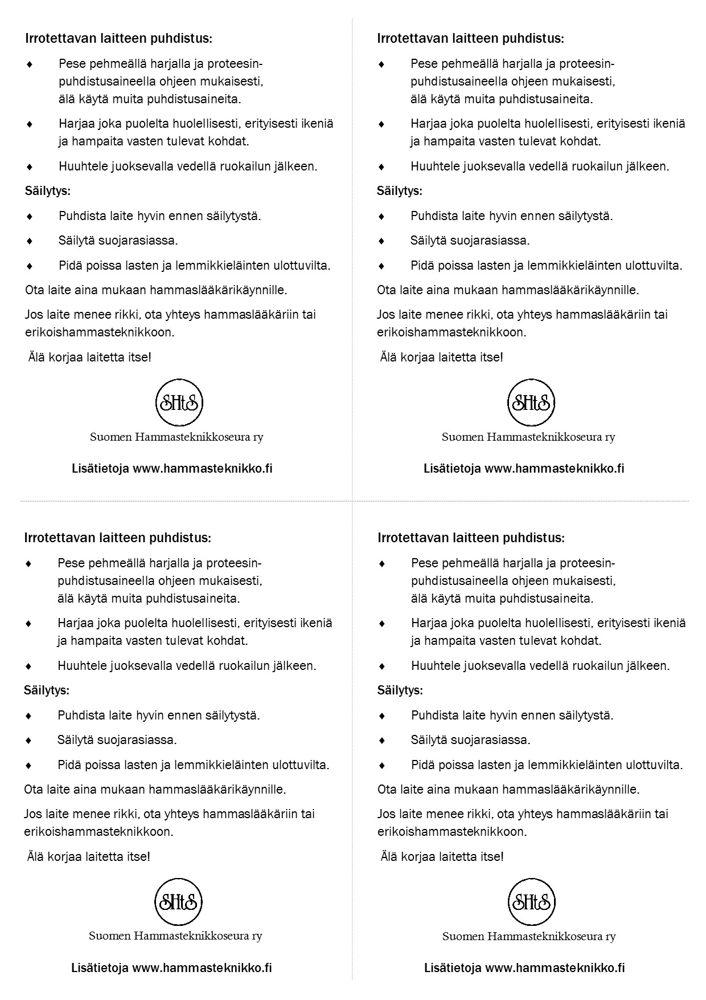 Irrotettavan laitteen puhdistus:
♦ Pese pehmeällä harjalla ja proteesin-
puhdistusaineella ohjeen mukaisesti,
älä käytä muita puhdistusaineita.
♦ Harjaa joka puolelta huolellisesti, erityisesti ikeniä
ja hampaita vasten tulevat kohdat.
♦ Huuhtele juoksevalla vedellä ruokailun jälkeen.
Säilytys:
♦ Puhdista laite hyvin ennen säilytystä.
♦ Säilytä suojarasiassa.
♦ Pidä poissa lasten ja lemmikkieläinten ulottuvilta.
Ota laite aina mukaan hammaslääkärikäynnille.
Jos laite menee rikki, ota yhteys hammaslääkäriin tai
erikoishammasteknikkoon.
Älä korjaa laitetta itse!
SHtS
Suomen Hammasteknikkoseura ry
Lisätietoja www.hammasteknikko.fi
Irrotettavan laitteen puhdistus:
♦ Pese pehmeällä harjalla ja proteesin-
puhdistusaineella ohjeen mukaisesti,
älä käytä muita puhdistusaineita.
♦ Harjaa joka puolelta huolellisesti, erityisesti ikeniä
ja hampaita vasten tulevat kohdat.
♦ Huuhtele juoksevalla vedellä ruokailun jälkeen.
Säilytys:
♦ Puhdista laite hyvin ennen säilytystä.
♦ Säilytä suojarasiassa.
♦ Pidä poissa lasten ja lemmikkieläinten ulottuvilta.
Ota laite aina mukaan hammaslääkärikäynnille.
Jos laite menee rikki, ota yhteys hammaslääkäriin tai
erikoishammasteknikkoon.
Älä korjaa laitetta itse!
SHtS
Suomen Hammasteknikkoseura ry
Lisätietoja www.hammasteknikko.fi
Irrotettavan laitteen puhdistus:
♦ Pese pehmeällä harjalla ja proteesin-
puhdistusaineella ohjeen mukaisesti,
älä käytä muita puhdistusaineita.
♦ Harjaa joka puolelta huolellisesti, erityisesti ikeniä
ja hampaita vasten tulevat kohdat.
♦ Huuhtele juoksevalla vedellä ruokailun jälkeen.
Säilytys:
♦ Puhdista laite hyvin ennen säilytystä.
♦ Säilytä suojarasiassa.
♦ Pidä poissa lasten ja lemmikkieläinten ulottuvilta.
Ota laite aina mukaan hammaslääkärikäynnille.
Jos laite menee rikki, ota yhteys hammaslääkäriin tai
erikoishammasteknikkoon.
Älä korjaa laitetta itse!
SHtS
Suomen Hammasteknikkoseura ry
Lisätietoja www.hammasteknikko.fi
Irrotettavan laitteen puhdistus:
♦ Pese pehmeällä harjalla ja proteesin-
puhdistusaineella ohjeen mukaisesti,
älä käytä muita puhdistusaineita.
♦ Harjaa joka puolelta huolellisesti, erityisesti ikeniä
ja hampaita vasten tulevat kohdat.
♦ Huuhtele juoksevalla vedellä ruokailun jälkeen.
Säilytys:
♦ Puhdista laite hyvin ennen säilytystä.
♦ Säilytä suojarasiassa.
♦ Pidä poissa lasten ja lemmikkieläinten ulottuvilta.
Ota laite aina mukaan hammaslääkärikäynnille.
Jos laite menee rikki, ota yhteys hammaslääkäriin tai
erikoishammasteknikkoon.
Älä korjaa laitetta itse!
SHtS
Suomen Hammasteknikkoseura ry
Lisätietoja www.hammasteknikko.fi